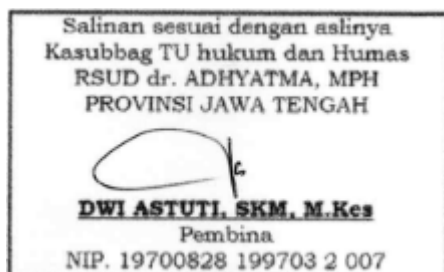 Salinan sesuai dengan aslinya
Kasubbag TU hukum dan Humas
RSUD dr. ADHYATMA, MPH
PROVINSI JAWA TENGAH
DWI ASTUTI, SKM, M.Kes
Pembina
NIP. 19700828 199703 2 007